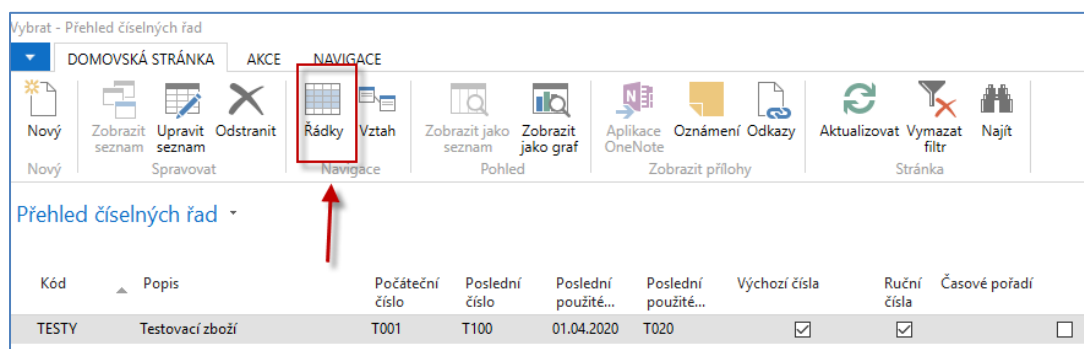 Vybrat - Přehled číselných řad
DOMOVSKÁ STRÁNKA AKCE NAVIGACE
Nový Zobrazit seznam Upravit seznam Odstranit Řádky Vztah Zobrazit jako seznam Zobrazit jako graf Aplikace OneNote Oznámení Odkazy Aktualizovat Vymazat filtr Najít
Nový Spravovat Navigace Pohled Zobrazit přílohy Stránka
Přehled číselných řad
Kód Popis Počáteční číslo Poslední číslo Poslední použité... Poslední použité... Výchozí čísla Ruční čísla Časové pořadí
TESTY Testovací zboží T001 T100 01.04.2020 T020